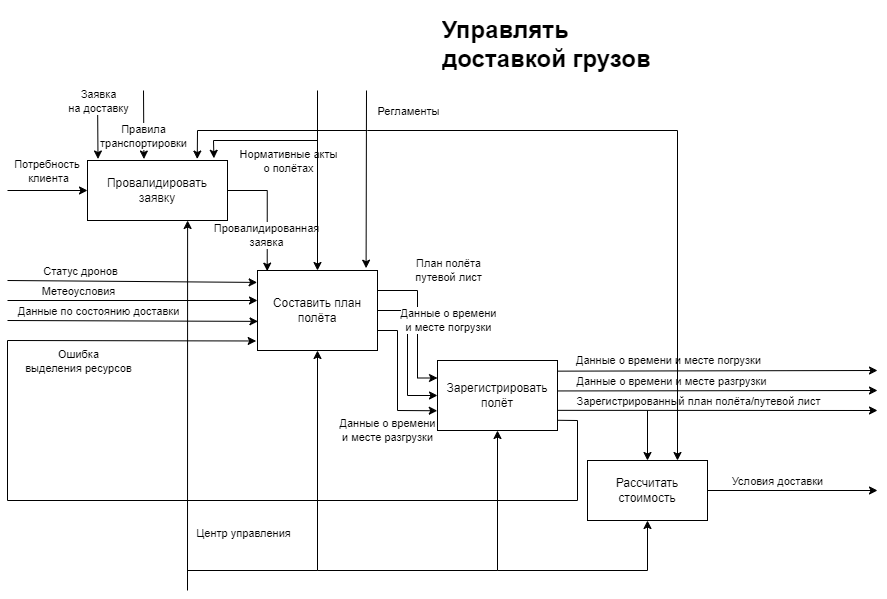 Управлять
доставкой грузов
Заявка
на доставку
Правила
транспортировки
Регламенты
Нормативные акты
о полётах
Потребность
клиента
Провалидировать
заявку
Провалидированная
заявка
Статус дронов
Метеоусловия
Данные по состоянию доставки
Ошибка
выделения ресурсов
Составить план
полёта
План полёта
путевой лист
Данные о времени
и месте погрузки
Данные о времени
и месте разгрузки
Зарегистрировать
полёт
Данные о времени и месте погрузки
Данные о времени и месте разгрузки
Зарегистрированный план полёта/путевой лист
Рассчитать
стоимость
Условия доставки
Центр управления